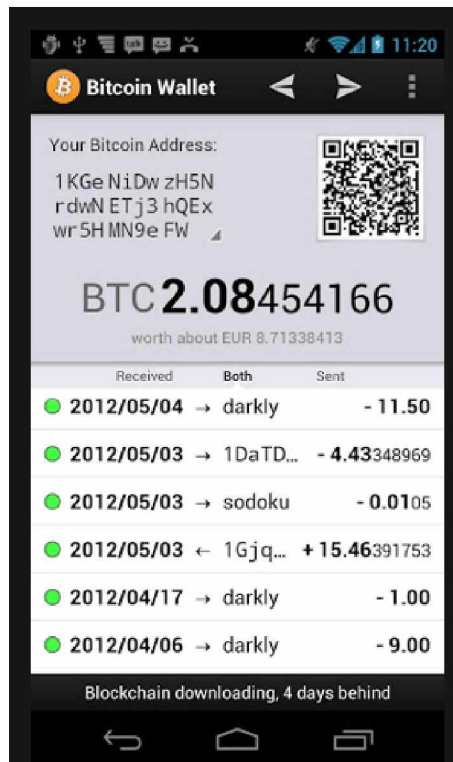 11:20
Bitcoin Wallet
Your Bitcoin Address:
1KGe NiDw zH5N
rdwN ETj3 hQEx
wr5H MN9e FW
BTC 2.08454166
worth about EUR 8.71338413
Received Both Sent
2012/05/04 → darkly - 11.50
2012/05/03 → 1DaTD... - 4.43348969
2012/05/03 → sodoku - 0.0105
2012/05/03 ← 1Gjq... + 15.46391753
2012/04/17 → darkly - 1.00
2012/04/06 → darkly - 9.00
Blockchain downloading, 4 days behind